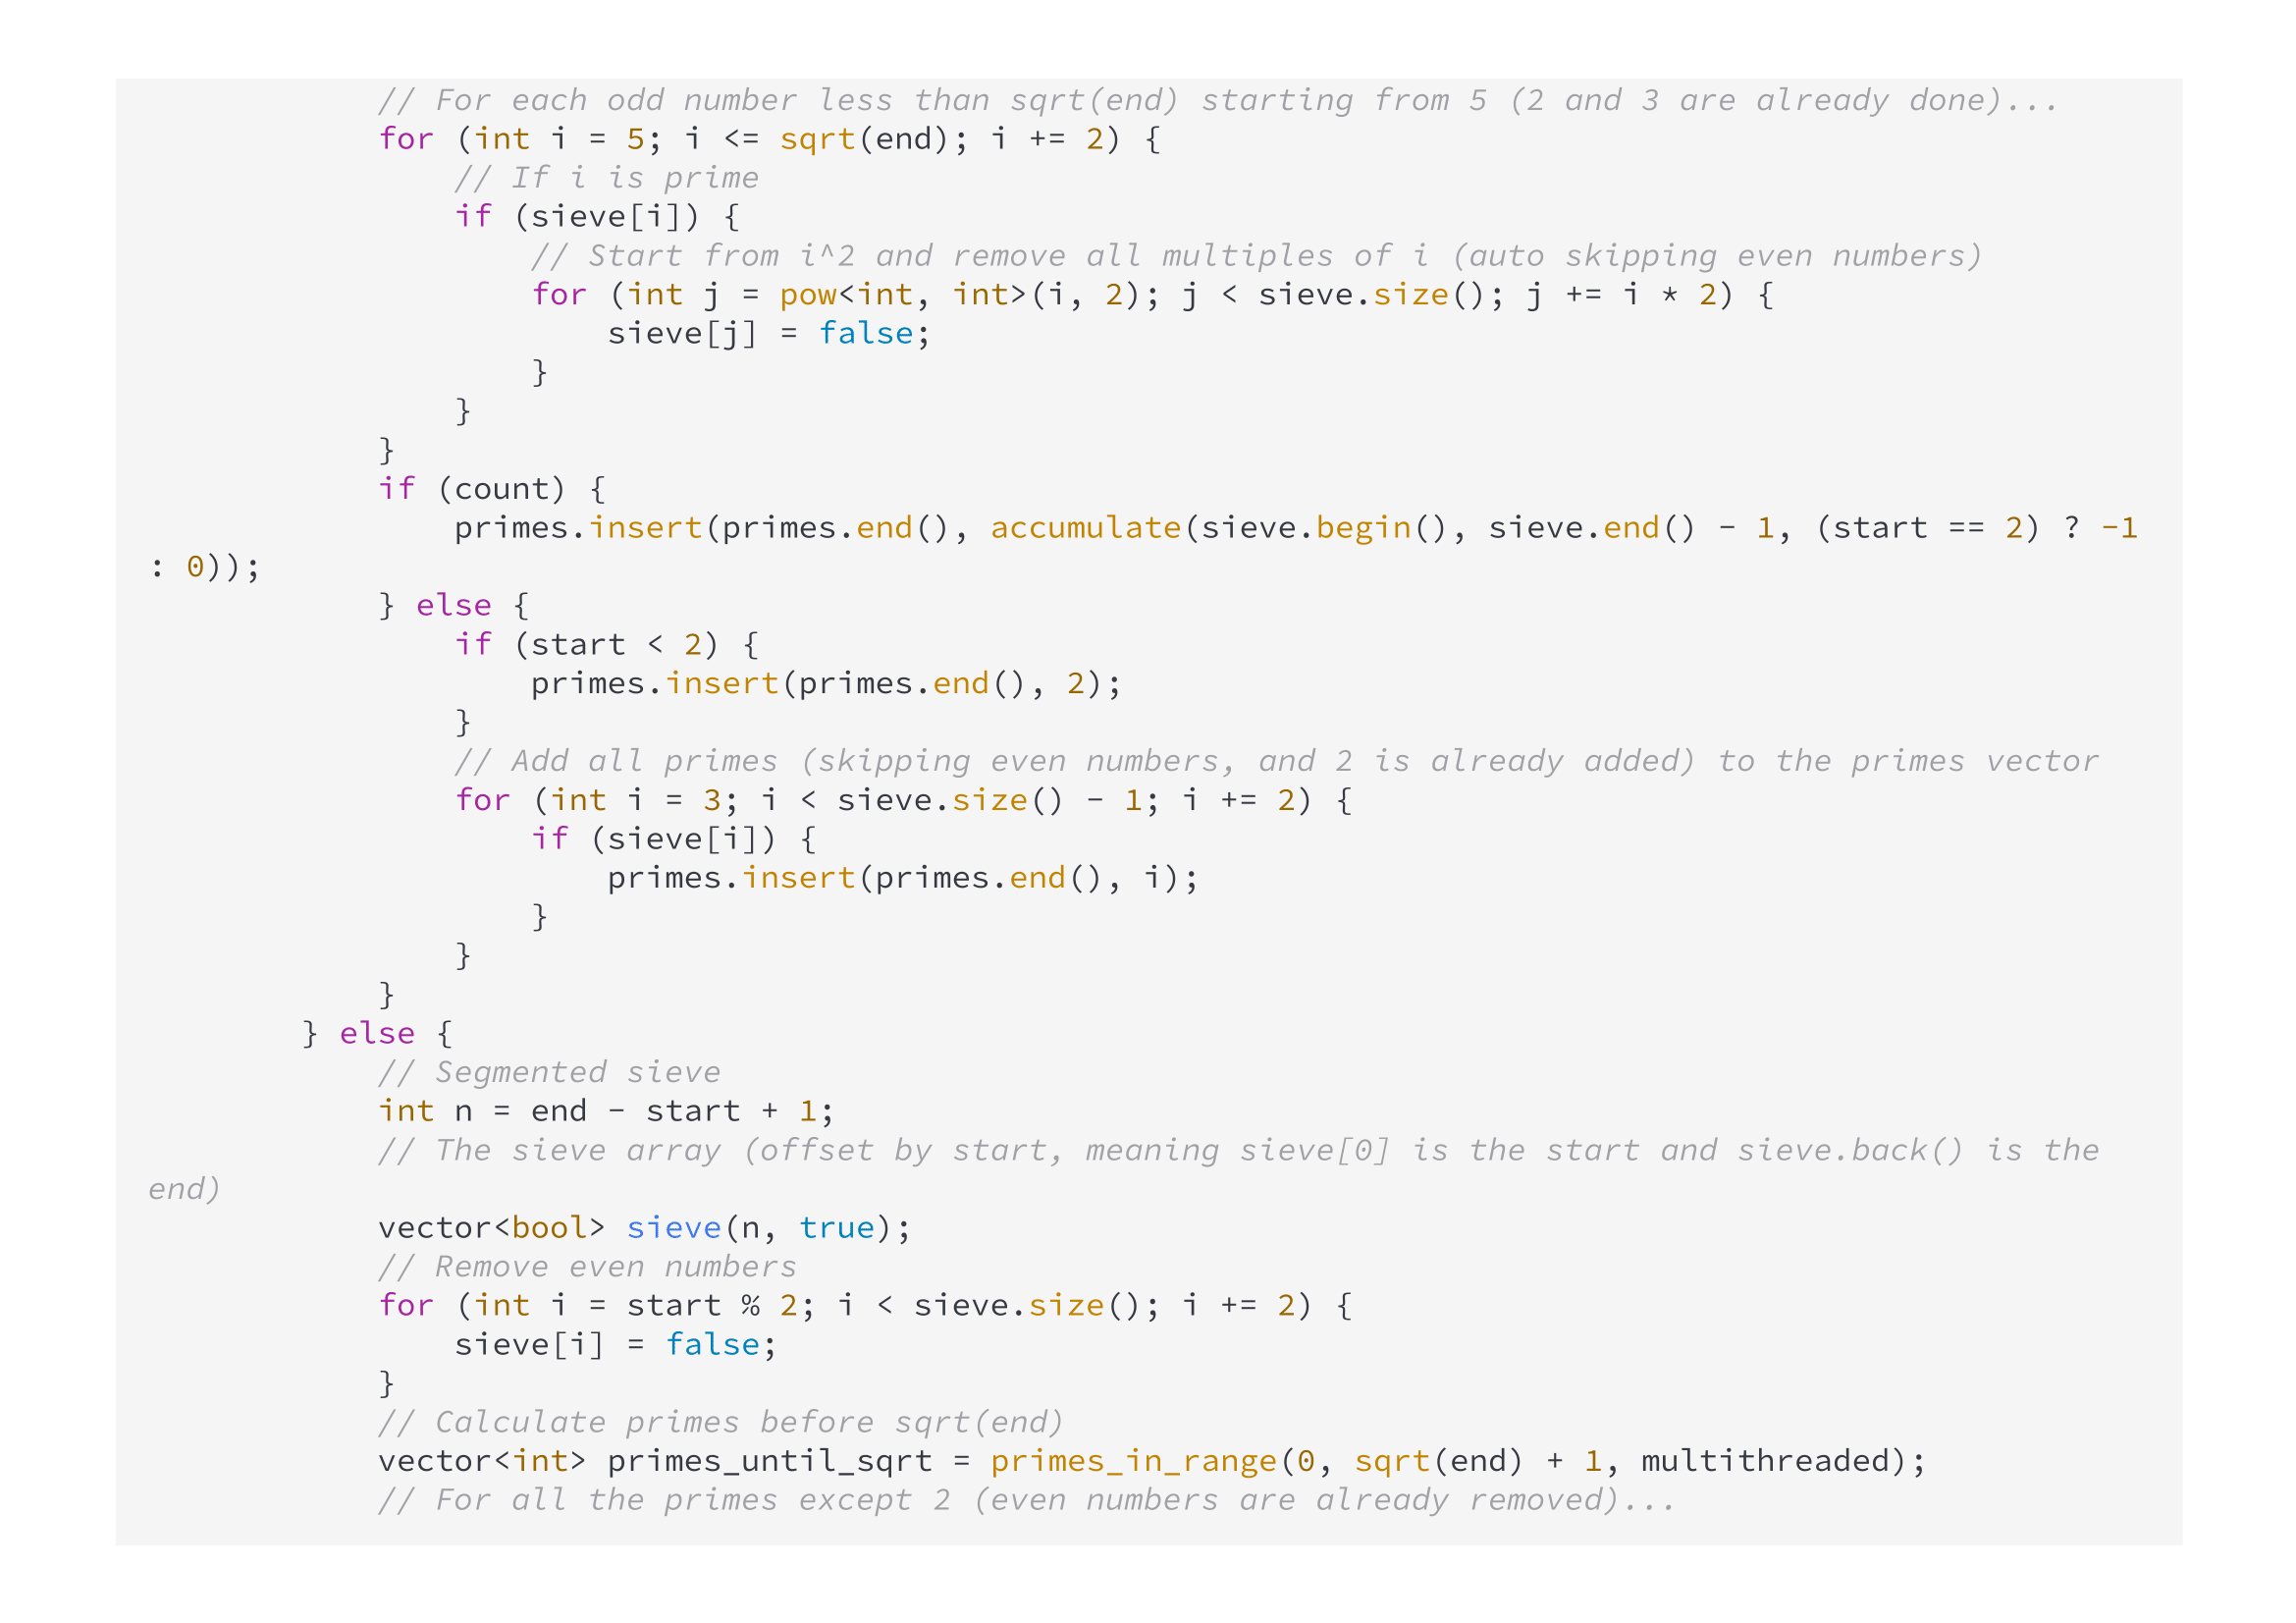 // For each odd number less than sqrt(end) starting from 5 (2 and 3 are already done)...
for (int i = 5; i <= sqrt(end); i += 2) {
// If i is prime
if (sieve[i]) {
// Start from i^2 and remove all multiples of i (auto skipping even numbers)
for (int j = pow<int, int>(i, 2); j < sieve.size(); j += i * 2) {
sieve[j] = false;
}
}
}
if (count) {
primes.insert(primes.end(), accumulate(sieve.begin(), sieve.end() - 1, (start == 2) ? -1
: 0));
} else {
if (start < 2) {
primes.insert(primes.end(), 2);
}
// Add all primes (skipping even numbers, and 2 is already added) to the primes vector
for (int i = 3; i < sieve.size() - 1; i += 2) {
if (sieve[i]) {
primes.insert(primes.end(), i);
}
}
}
} else {
// Segmented sieve
int n = end - start + 1;
// The sieve array (offset by start, meaning sieve[0] is the start and sieve.back() is the
end)
vector<bool> sieve(n, true);
// Remove even numbers
for (int i = start % 2; i < sieve.size(); i += 2) {
sieve[i] = false;
}
// Calculate primes before sqrt(end)
vector<int> primes_until_sqrt = primes_in_range(0, sqrt(end) + 1, multithreaded);
// For all the primes except 2 (even numbers are already removed)...